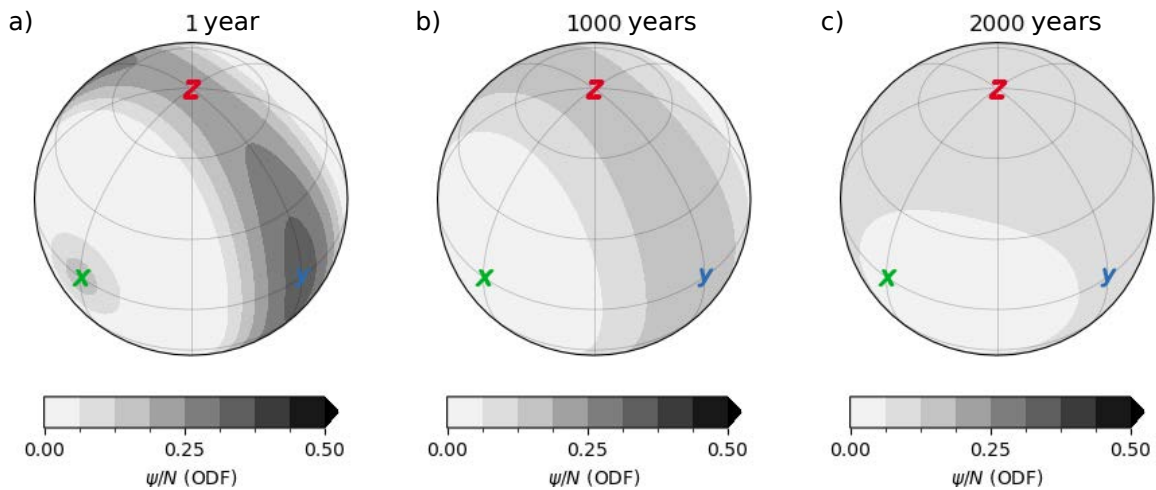 a) 1 year b) 1000 years c) 2000 years
z z z
x y x y x y
0.00 0.25 0.50 0.00 0.25 0.50 0.00 0.25 0.50
ψ/N (ODF) ψ/N (ODF) ψ/N (ODF)